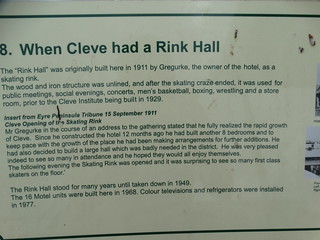 8. When Cleve had a Rink Hall
The "Rink Hall" was originally built here in 1911 by Gregurke, the owner of the hotel, as a
skating rink.
The wood and iron structure was unlined, and after the skating craze ended, it was used for
public meetings, social evenings, concerts, men's basketball, boxing, wrestling and a store
room, prior to the Cleve Institute being built in 1929.
Insert from Eyre Peninsula Tribune 15 September 1911
Cleve Opening of the Skating Rink
Mr Gregurke in the course of an address to the gathering stated that he fully realized the rapid growth
of Cleve. Since he constructed the hotel 12 months ago he had built another 8 bedrooms and to
keep pace with the growth of the place he had been making arrangements for further additions. He
had also decided to build a large hall which was badly needed in the district. He was very pleased
indeed to see so many in attendance and he hoped they would all enjoy themselves.
The following evening the Skating Rink was opened and it was surprising to see so many first class
skaters on the floor.'
The Rink Hall stood for many years until taken down in 1949.
The 16 Motel units were built here in 1968. Colour televisions and refrigerators were installed
in 1977.